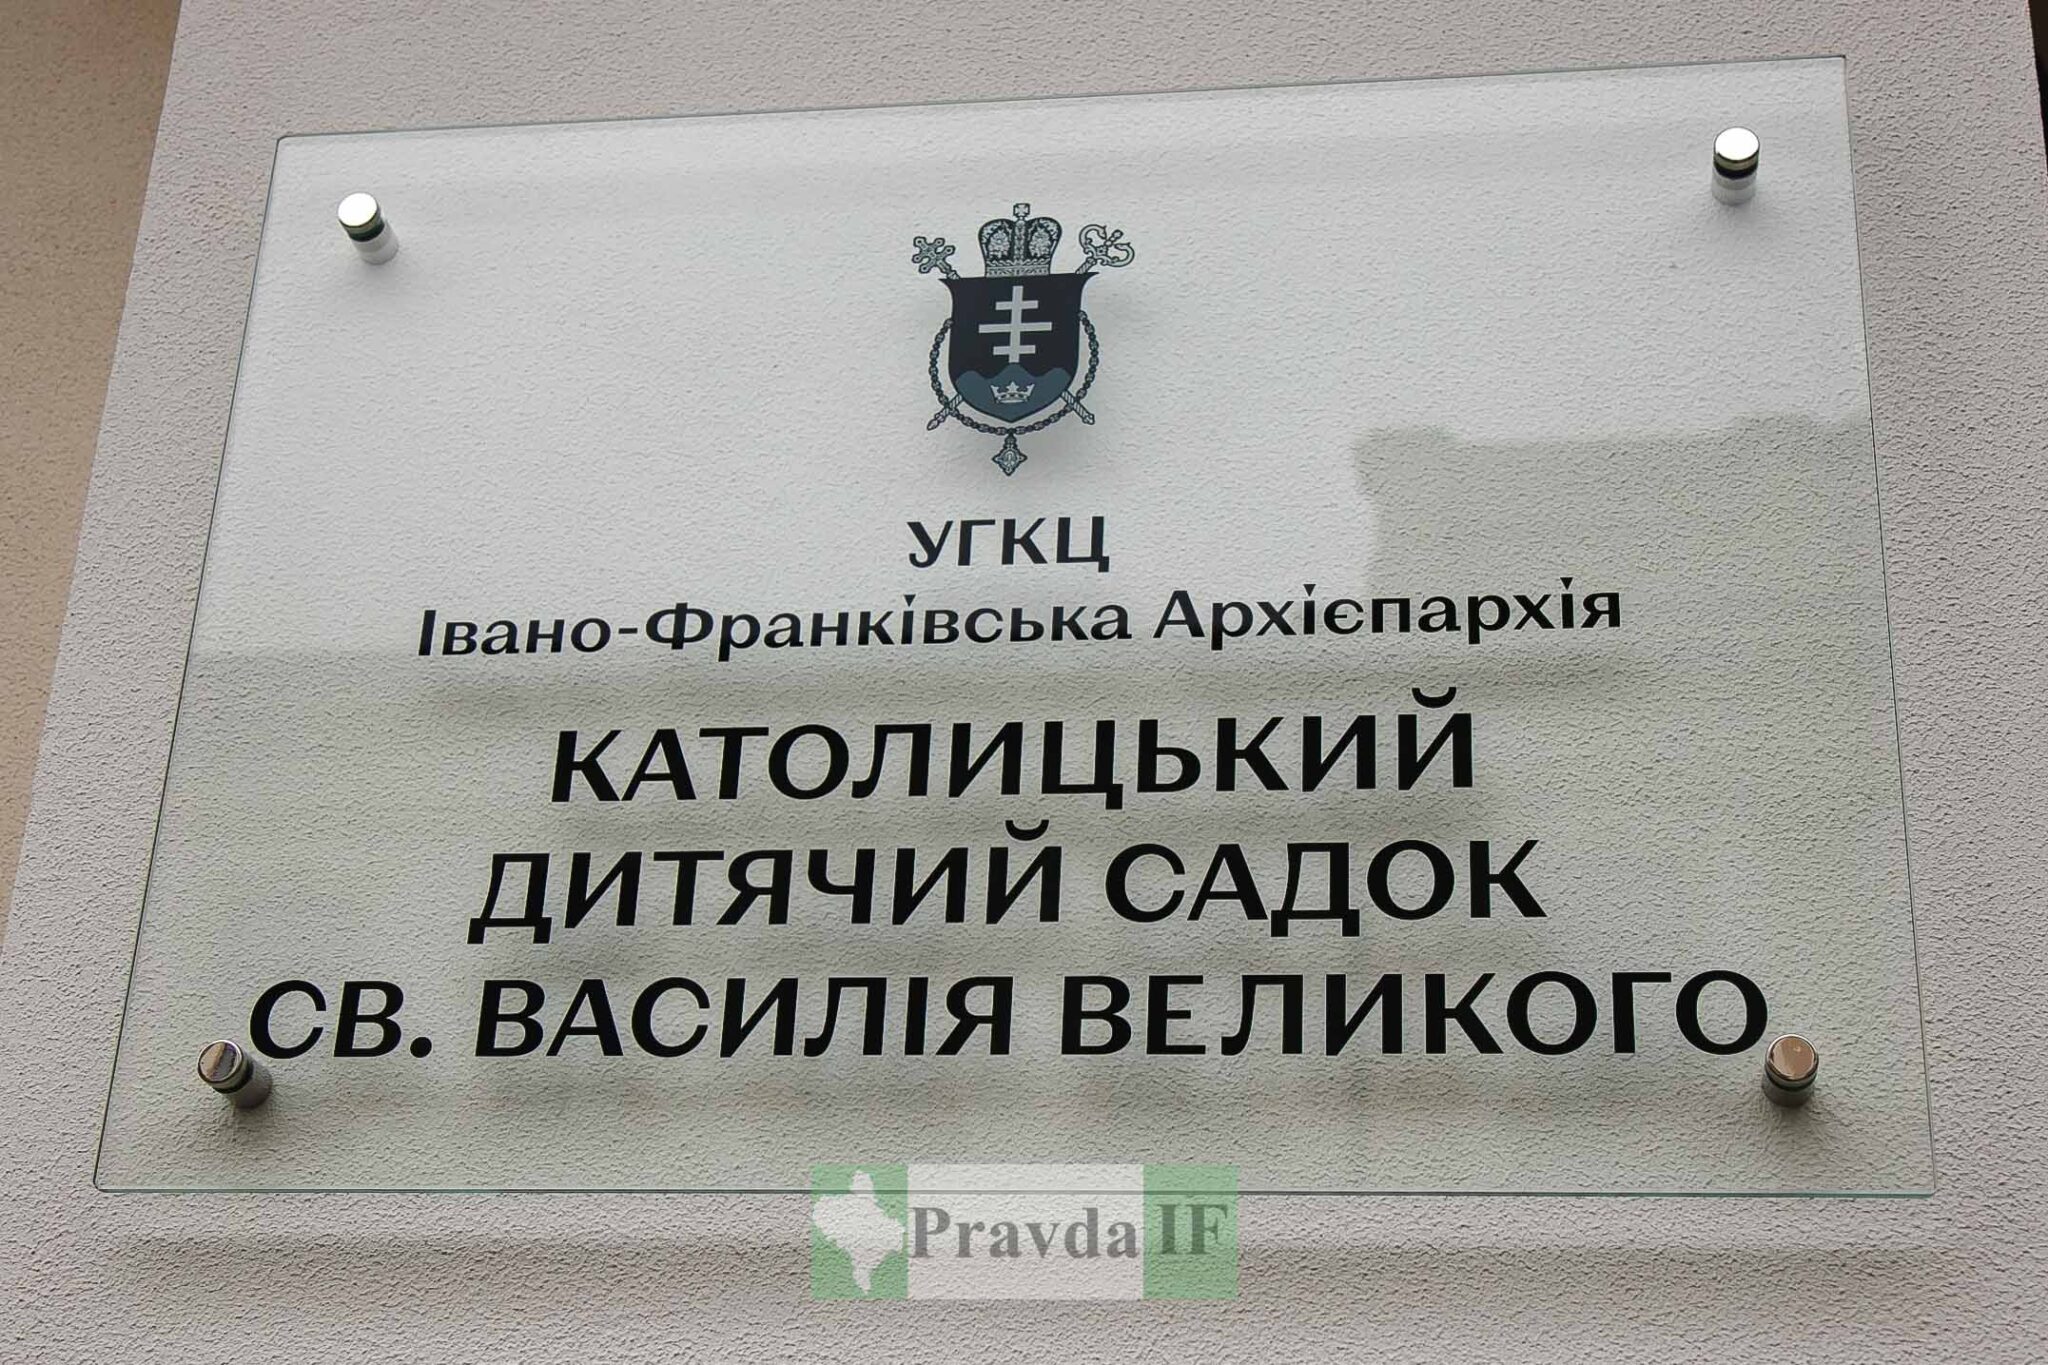 УГКЦ
Івано-Франківська Архієпархія
КАТОЛИЦЬКИЙ
ДИТЯЧИЙ САДОК
СВ. ВАСИЛІЯ ВЕЛИКОГО
Pravda IF